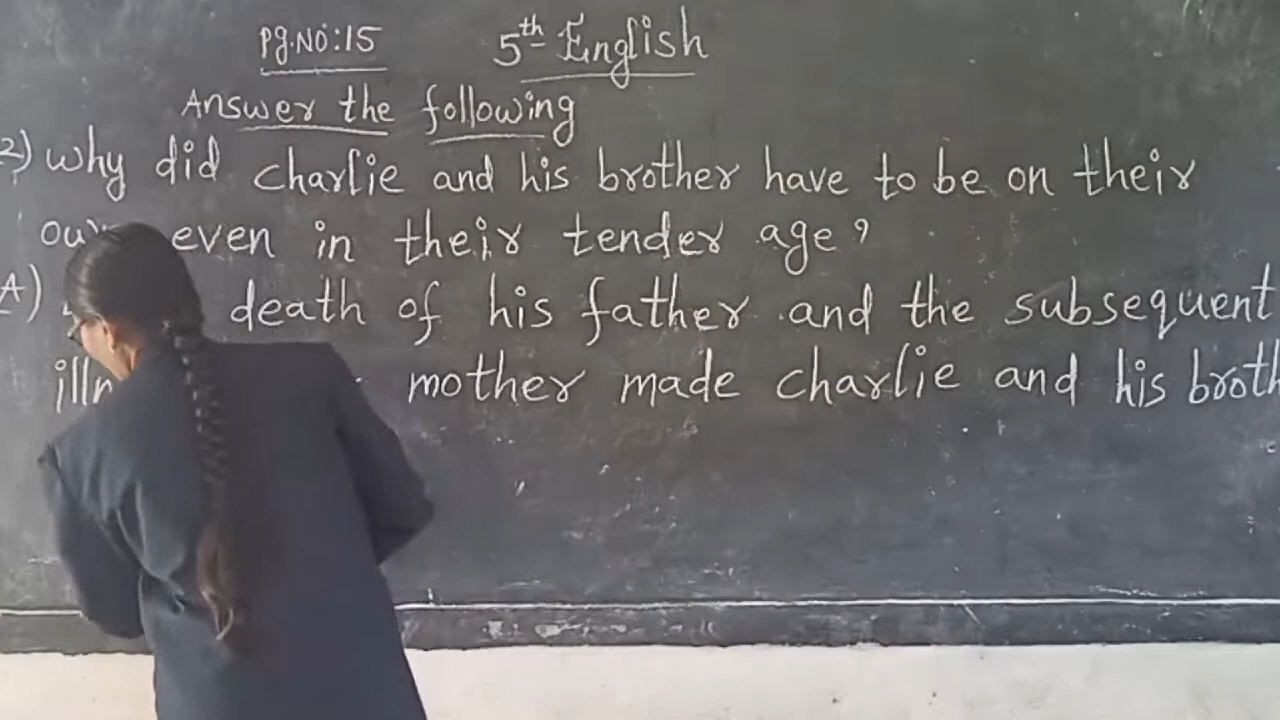 Pg.No:15
5th English
Answer the following
2) why did charlie and his brother have to be on their
even in their tender age?
A) death of his father and the subsequent
mother made charlie and his